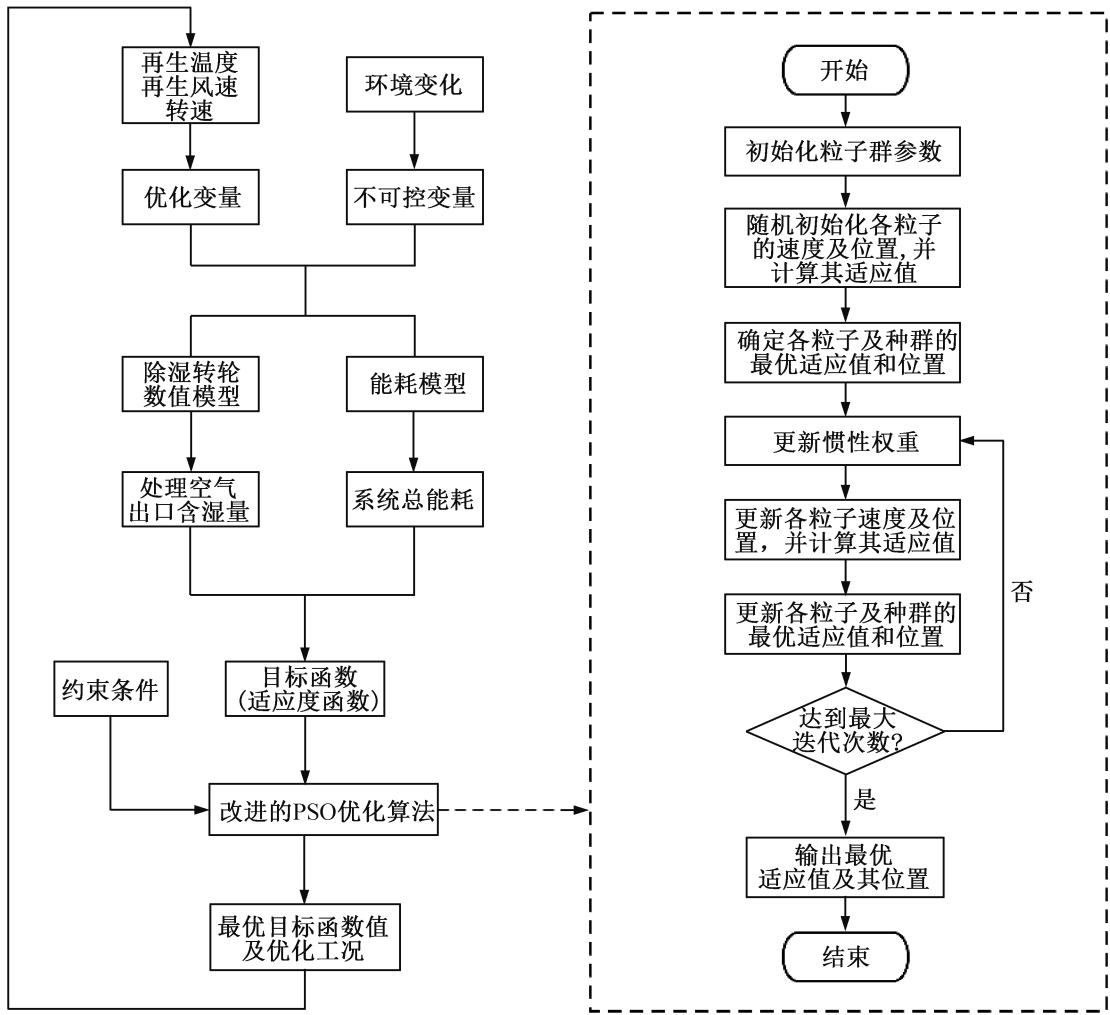 再生温度
再生风速
转速
环境变化
优化变量
不可控变量
除湿转轮
数值模型
能耗模型
处理空气
出口含湿量
系统总能耗
约束条件
目标函数
(适应度函数)
改进的PSO优化算法
最优目标函数值
及优化工况
开始
初始化粒子群参数
随机初始化各粒子
的速度及位置,并
计算其适应值
确定各粒子及种群的
最优适应值和位置
更新惯性权重
更新各粒子速度及位
置，并计算其适应值
更新各粒子及种群的
最优适应值和位置
否
达到最大
迭代次数?
是
输出最优
适应值及其位置
结束